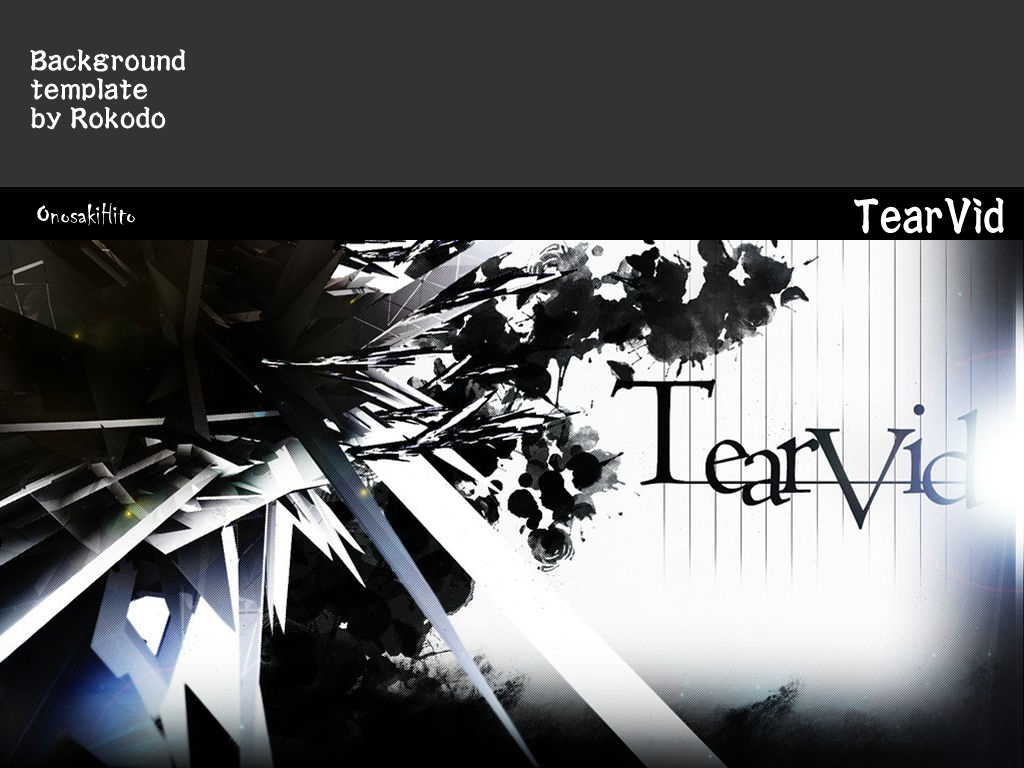 Background
template
by Rokodo
OnosakiHito
TearVid
TearVid